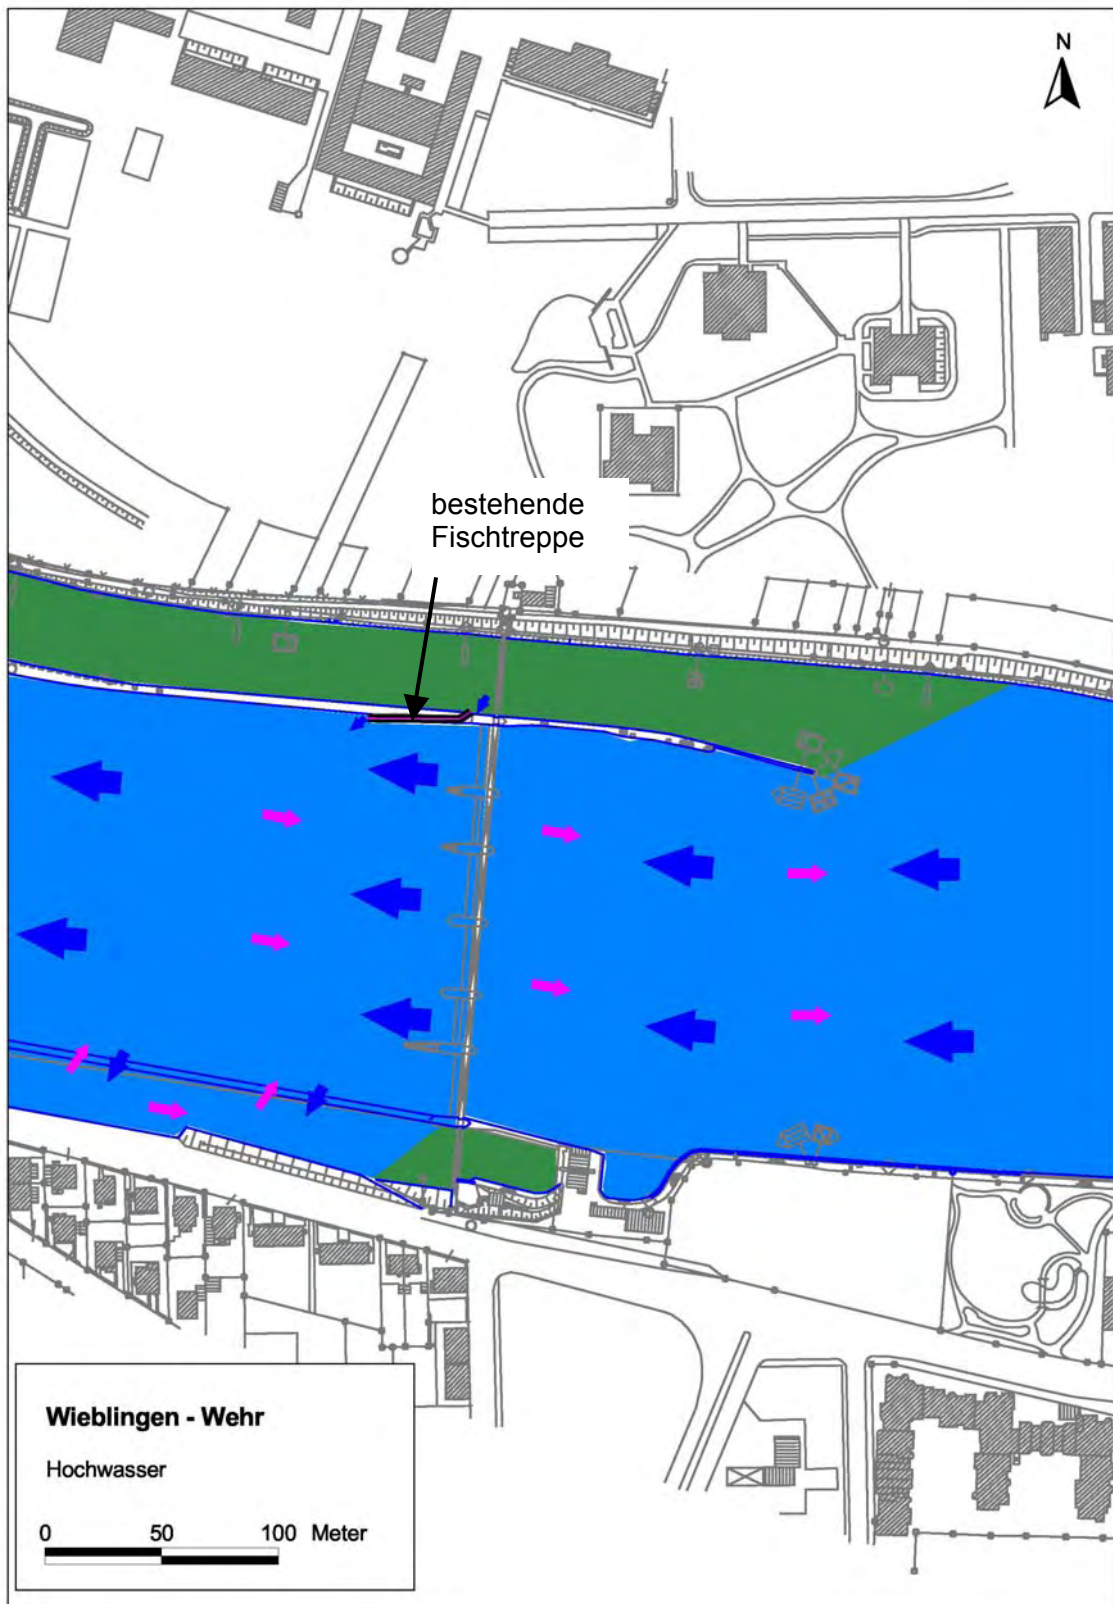 N
bestehende
Fischtreppe
Wieblingen - Wehr
Hochwasser
0 50 100 Meter